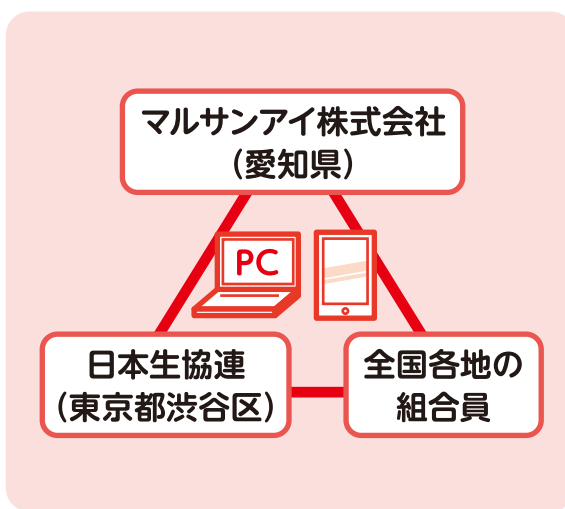 マルサンアイ株式会社
（愛知県）
PC
日本生協連
（東京都渋谷区）
全国各地の
組合員